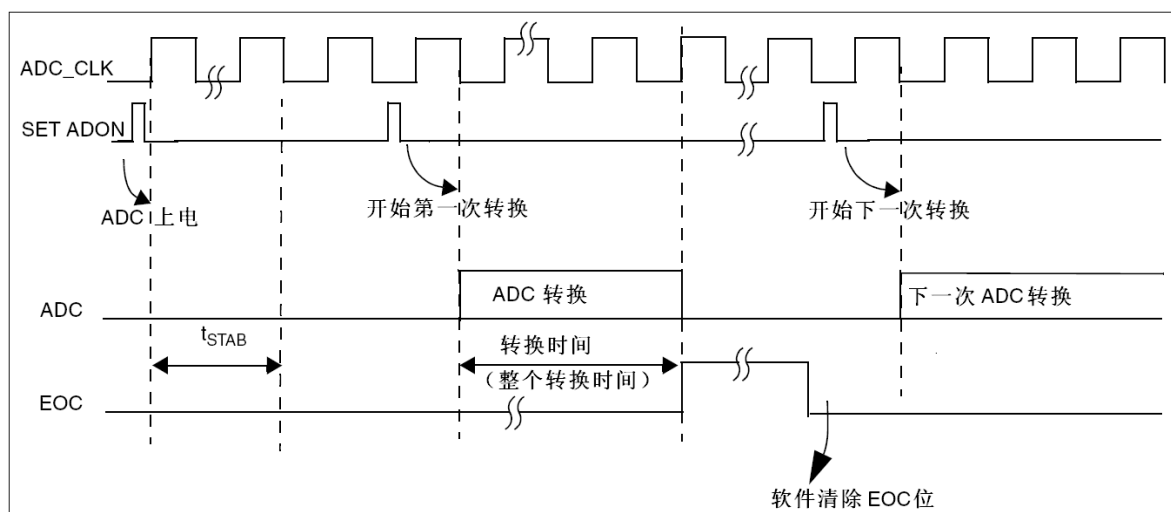 ADC_CLK
SET ADON
ADC 上电
开始第一次转换
开始下一次转换
ADC
ADC 转换
下一次 ADC 转换
tSTAB
转换时间
（整个转换时间）
EOC
软件清除 EOC 位